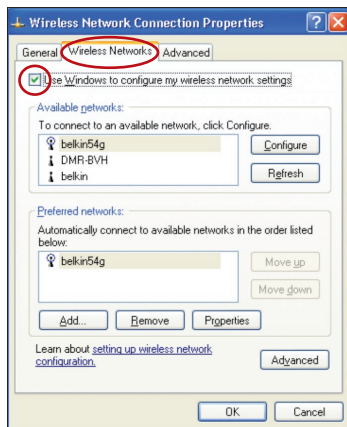 Wireless Network Connection Properties
General Wireless Networks Advanced
Use Windows to configure my wireless network settings
Available networks:
To connect to an available network, click Configure.
belkin54g
Configure
DMR-BVH
belkin
Refresh
Preferred networks:
Automatically connect to available networks in the order listed
below:
belkin54g
Move up
Move down
Add... Remove Properties
Learn about setting up wireless network
configuration.
Advanced
OK Cancel